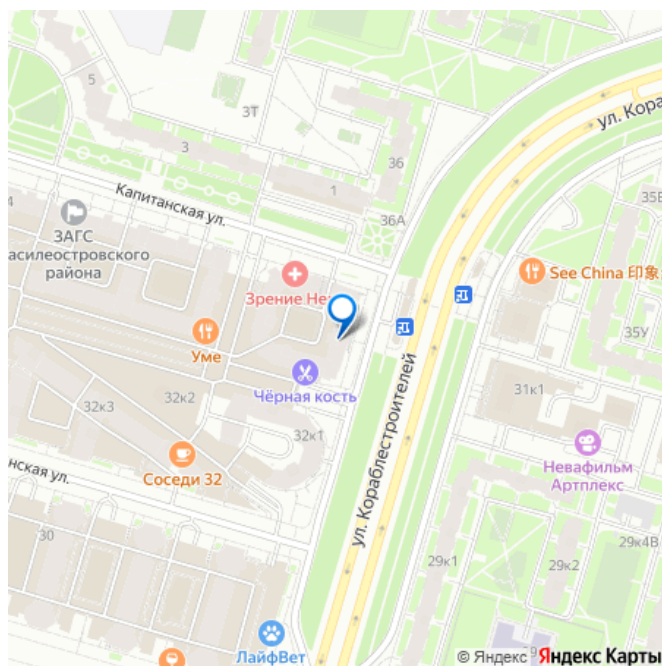 ул. Кораб
5
3Т
3
36
1
Капитанская ул.
36А
35Б
ЗАГС
асилеостровского
района
Зрение Не
See China 印象
Уме
35У
31к1
Чёрная кость
32к3
32к2
32к1
ул. Кораблестроителей
Невафильм
Артплекс
нская ул.
Соседи 32
30
29к1
29к2
29к4В
ЛайфВет
© Яндекс Яндекс Карты